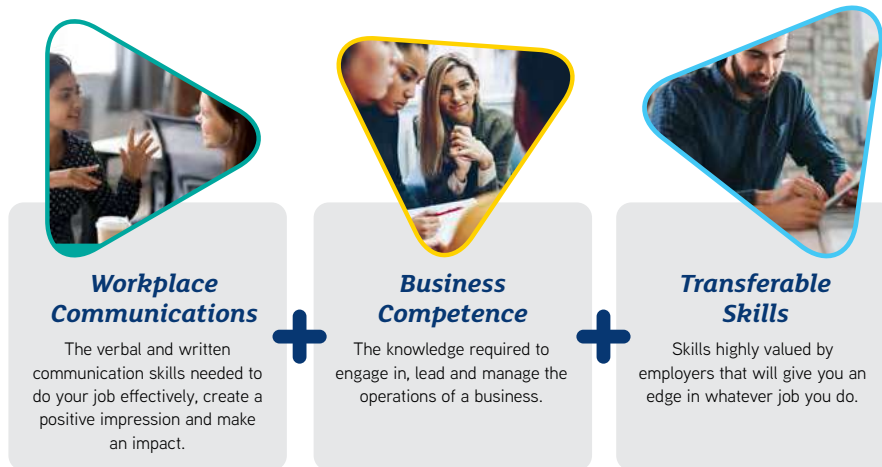 Workplace
Communications
The verbal and written
communication skills needed to
do your job effectively, create a
positive impression and make
an impact.
+
Business
Competence
The knowledge required to
engage in, lead and manage the
operations of a business.
+
Transferable
Skills
Skills highly valued by
employers that will give you an
edge in whatever job you do.